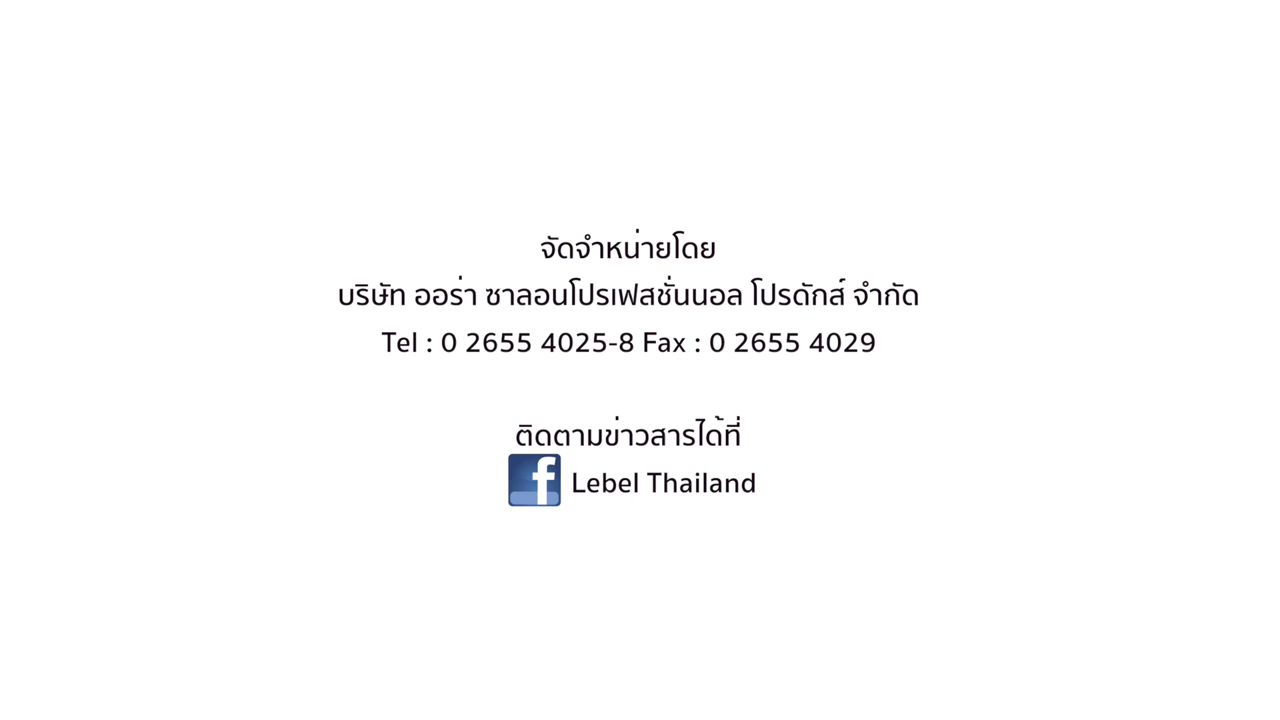 จัดจำหน่ายโดย
บริษัท ออร่า ซาลอนโปรเฟสชั่นนอล โปรดักส์ จำกัด
Tel : 0 2655 4025-8 Fax : 0 2655 4029
ติดตามข่าวสารได้ที่
f Lebel Thailand